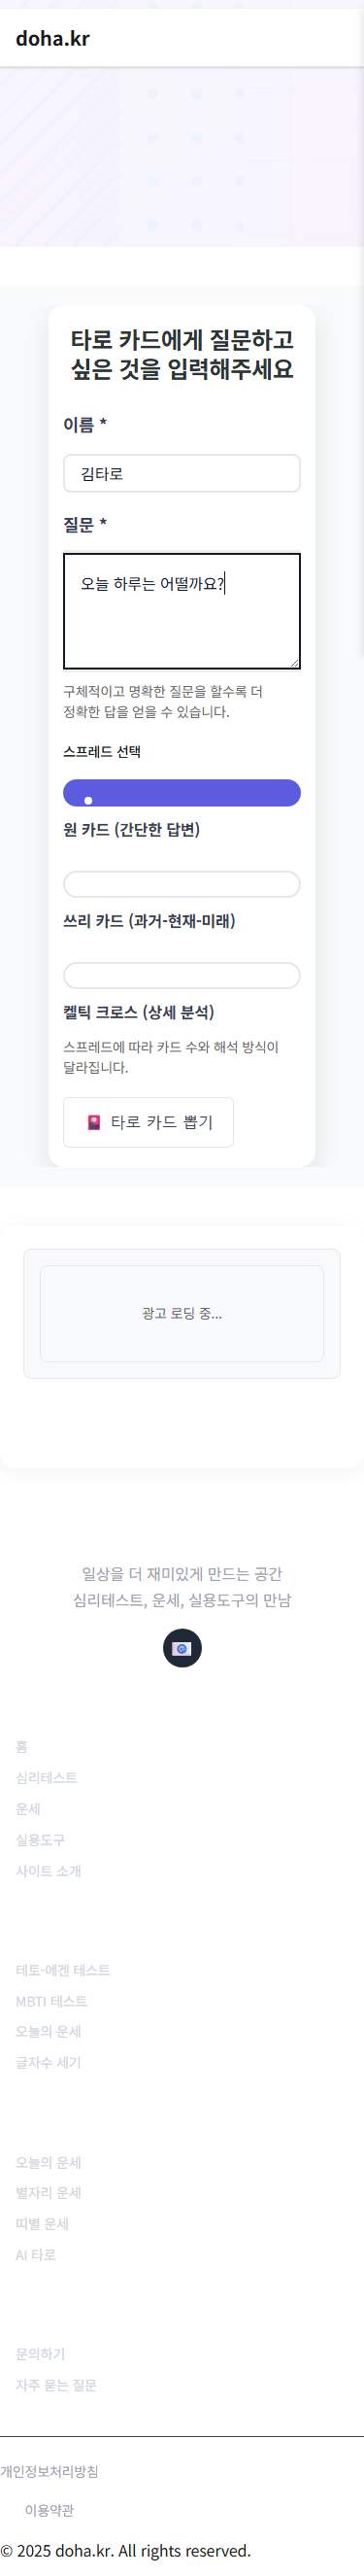 doha.kr
타로 카드에게 질문하고
싶은 것을 입력해주세요
이름 *
김타로
질문 *
오늘 하루는 어떨까요?
구체적이고 명확한 질문을 할수록 더
정확한 답을 얻을 수 있습니다.
스프레드 선택
원 카드 (간단한 답변)
쓰리 카드 (과거-현재-미래)
켈틱 크로스 (상세 분석)
스프레드에 따라 카드 수와 해석 방식이
달라집니다.
🎴 타로 카드 뽑기
광고 로딩 중...
일상을 더 재미있게 만드는 공간
심리테스트, 운세, 실용도구의 만남
홈
심리테스트
운세
실용도구
사이트 소개
테토-에겐 테스트
MBTI 테스트
오늘의 운세
글자수 세기
오늘의 운세
별자리 운세
띠별 운세
AI 타로
문의하기
자주 묻는 질문
개인정보처리방침
이용약관
© 2025 doha.kr. All rights reserved.